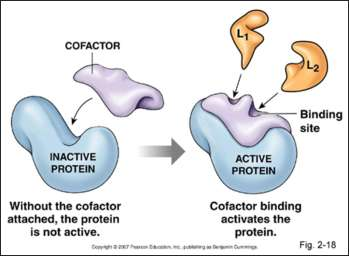 COFACTOR
L1
L2
Binding
site
INACTIVE
PROTEIN
ACTIVE
PROTEIN
Without the cofactor
attached, the protein
is not active.
Cofactor binding
activates the
protein.
Copyright © 2007 Pearson Education, Inc., publishing as Benjamin Cummings.
Fig. 2-18